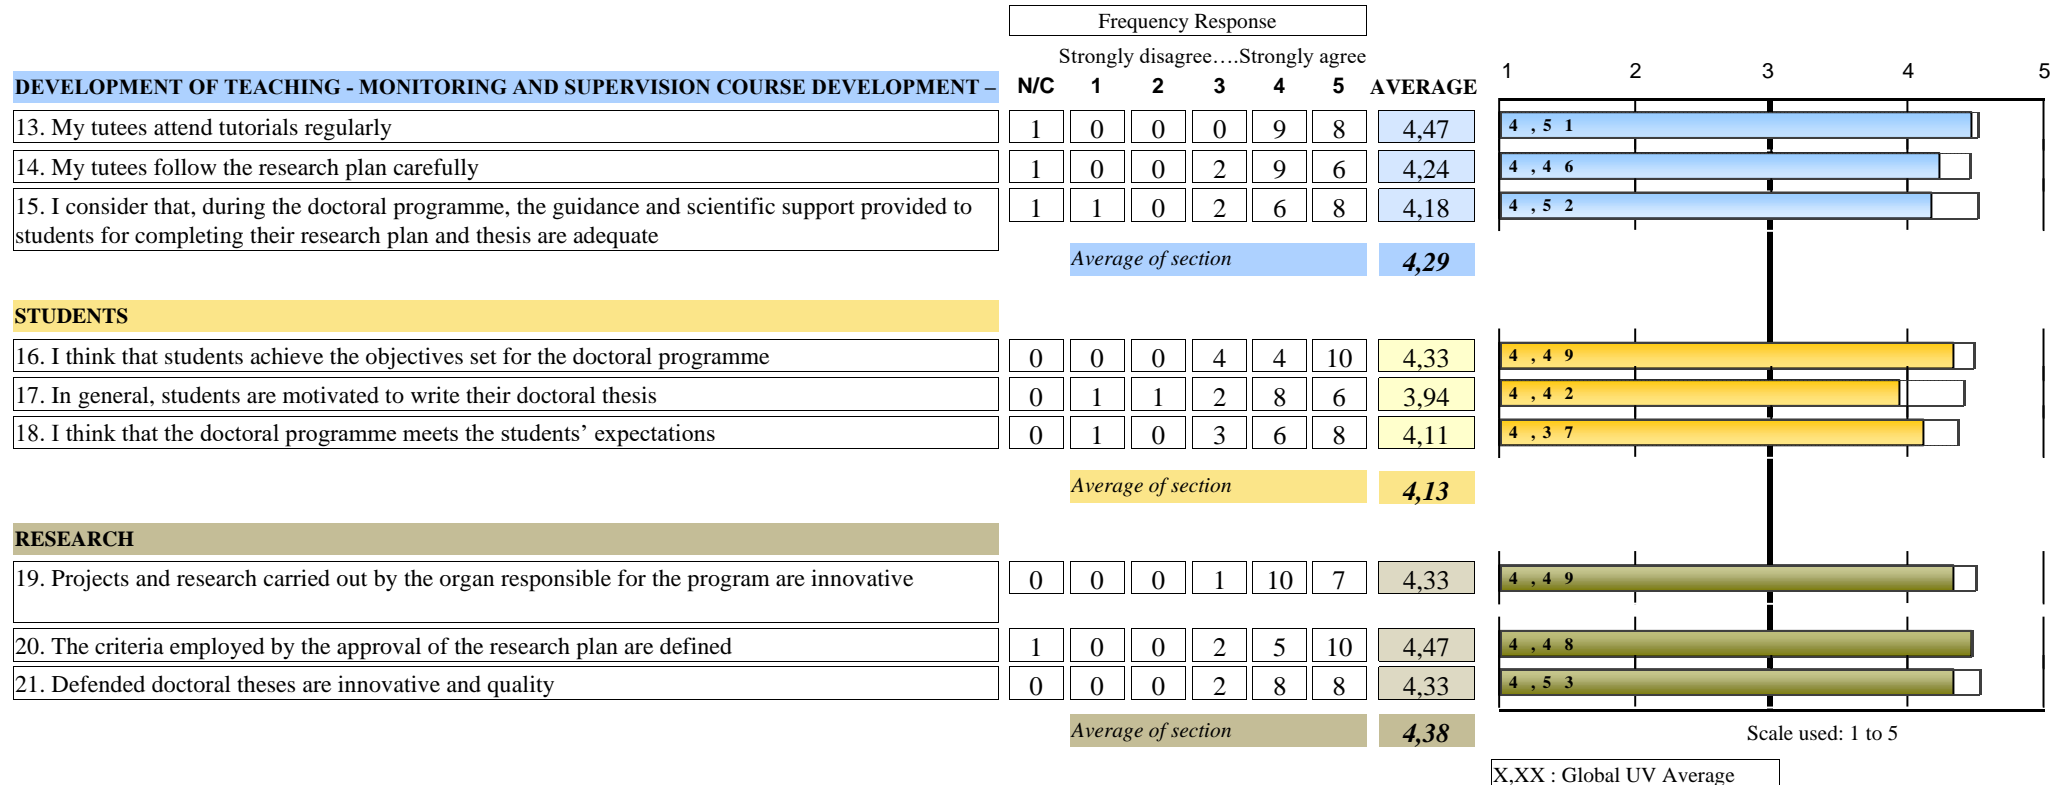 Frequency Response
Strongly disagree….Strongly agree
DEVELOPMENT OF TEACHING - MONITORING AND SUPERVISION COURSE DEVELOPMENT – N/C 1 2 3 4 5 AVERAGE 1 2 3 4 5
13. My tutees attend tutorials regularly 1 0 0 0 9 8 4,47 4,51
14. My tutees follow the research plan carefully 1 0 0 2 9 6 4,24 4,46
15. I consider that, during the doctoral programme, the guidance and scientific support provided to 1 1 0 2 6 8 4,18 4,52
students for completing their research plan and thesis are adequate
Average of section 4,29
STUDENTS
16. I think that students achieve the objectives set for the doctoral programme 0 0 0 4 4 10 4,33 4,49
17. In general, students are motivated to write their doctoral thesis 0 1 1 2 8 6 3,94 4,42
18. I think that the doctoral programme meets the students’ expectations 0 1 0 3 6 8 4,11 4,37
Average of section 4,13
RESEARCH
19. Projects and research carried out by the organ responsible for the program are innovative 0 0 0 1 10 7 4,33 4,49
20. The criteria employed by the approval of the research plan are defined 1 0 0 2 5 10 4,47 4,48
21. Defended doctoral theses are innovative and quality 0 0 0 2 8 8 4,33 4,53
Average of section 4,38 Scale used: 1 to 5
X,XX : Global UV Average